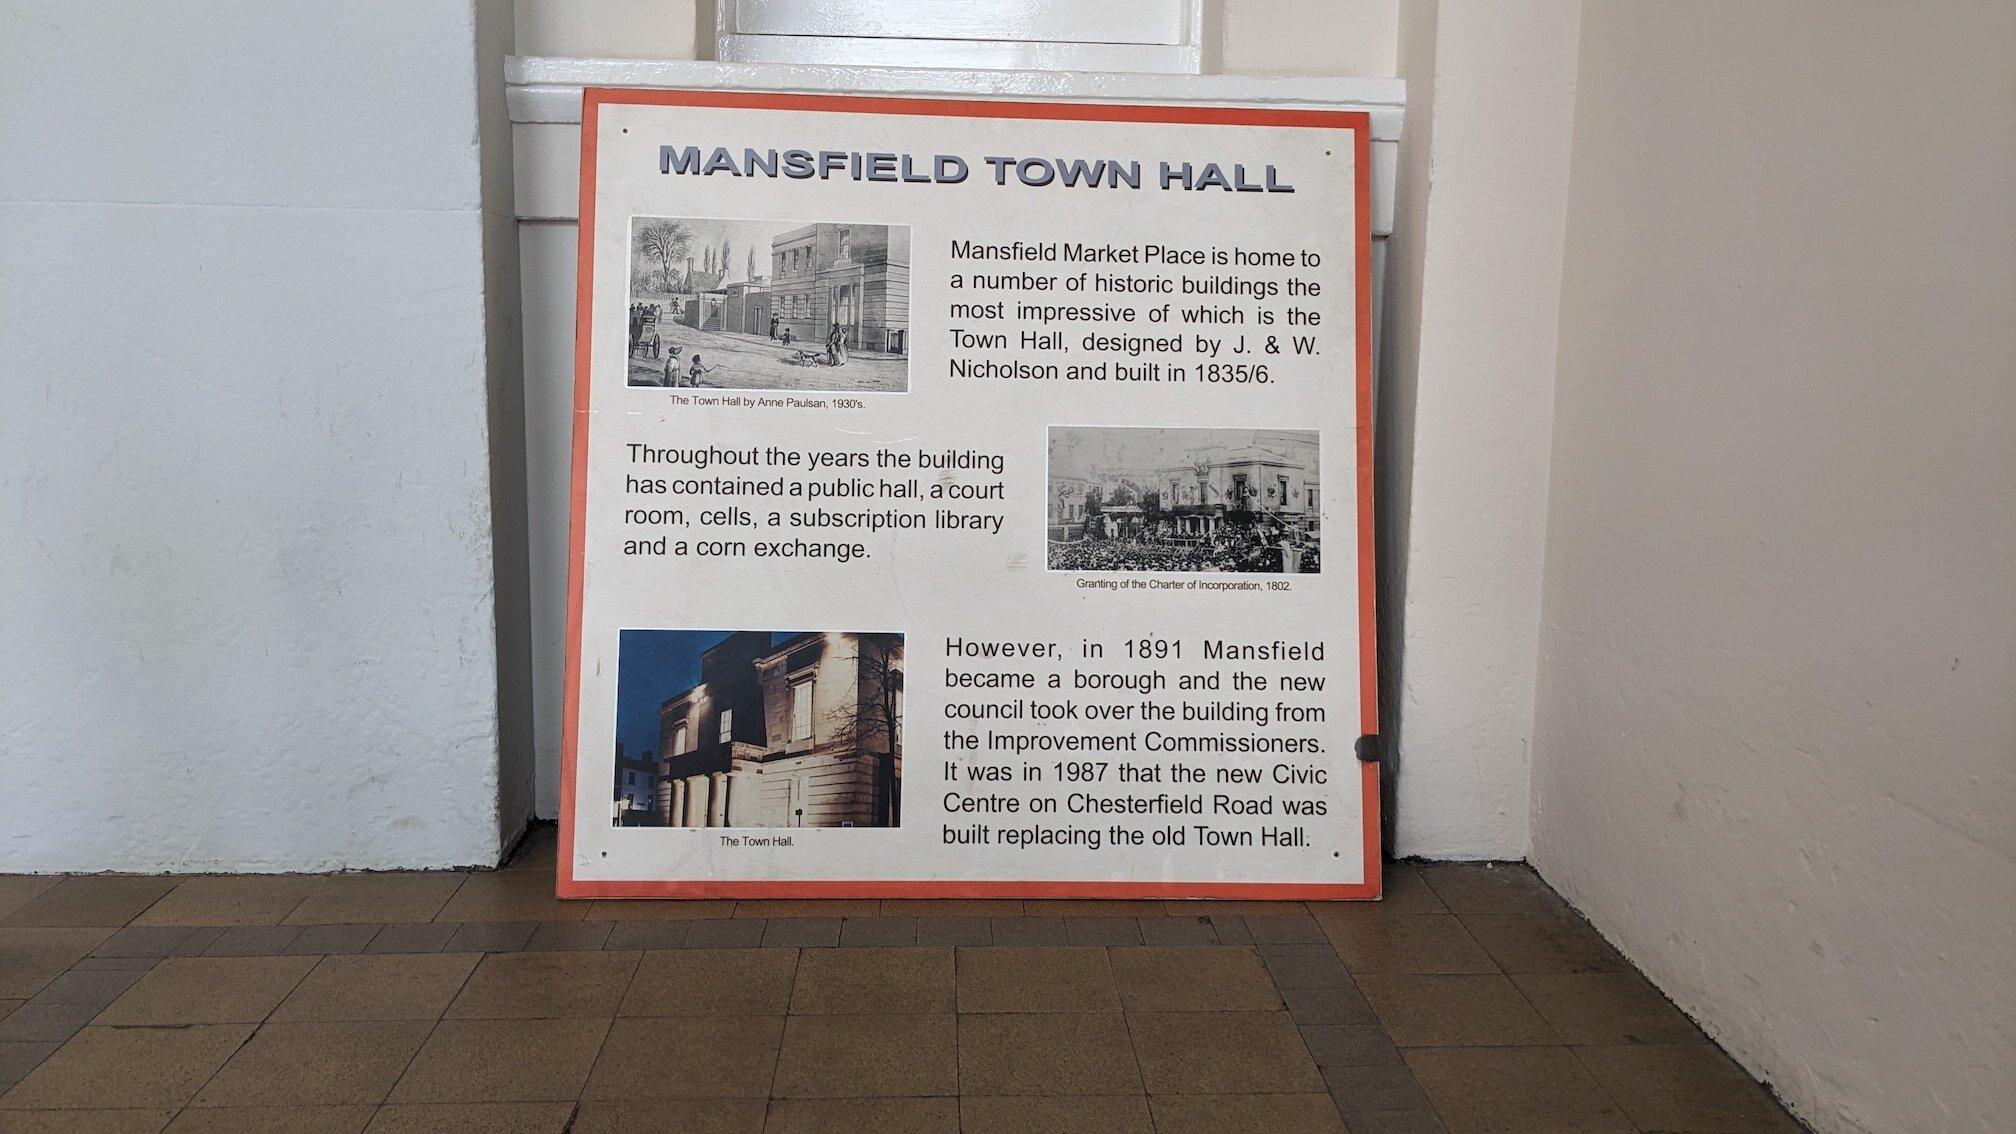 MANSFIELD TOWN HALL
Mansfield Market Place is home to
a number of historic buildings the
most impressive of which is the
Town Hall, designed by J. & W.
Nicholson and built in 1835/6.
The Town Hall by Anne Paulsan, 1930's.
Throughout the years the building
has contained a public hall, a court
room, cells, a subscription library
and a corn exchange.
Granting of the Charter of Incorporation, 1802.
However, in 1891 Mansfield
became a borough and the new
council took over the building from
the Improvement Commissioners.
It was in 1987 that the new Civic
Centre on Chesterfield Road was
built replacing the old Town Hall.
The Town Hall.